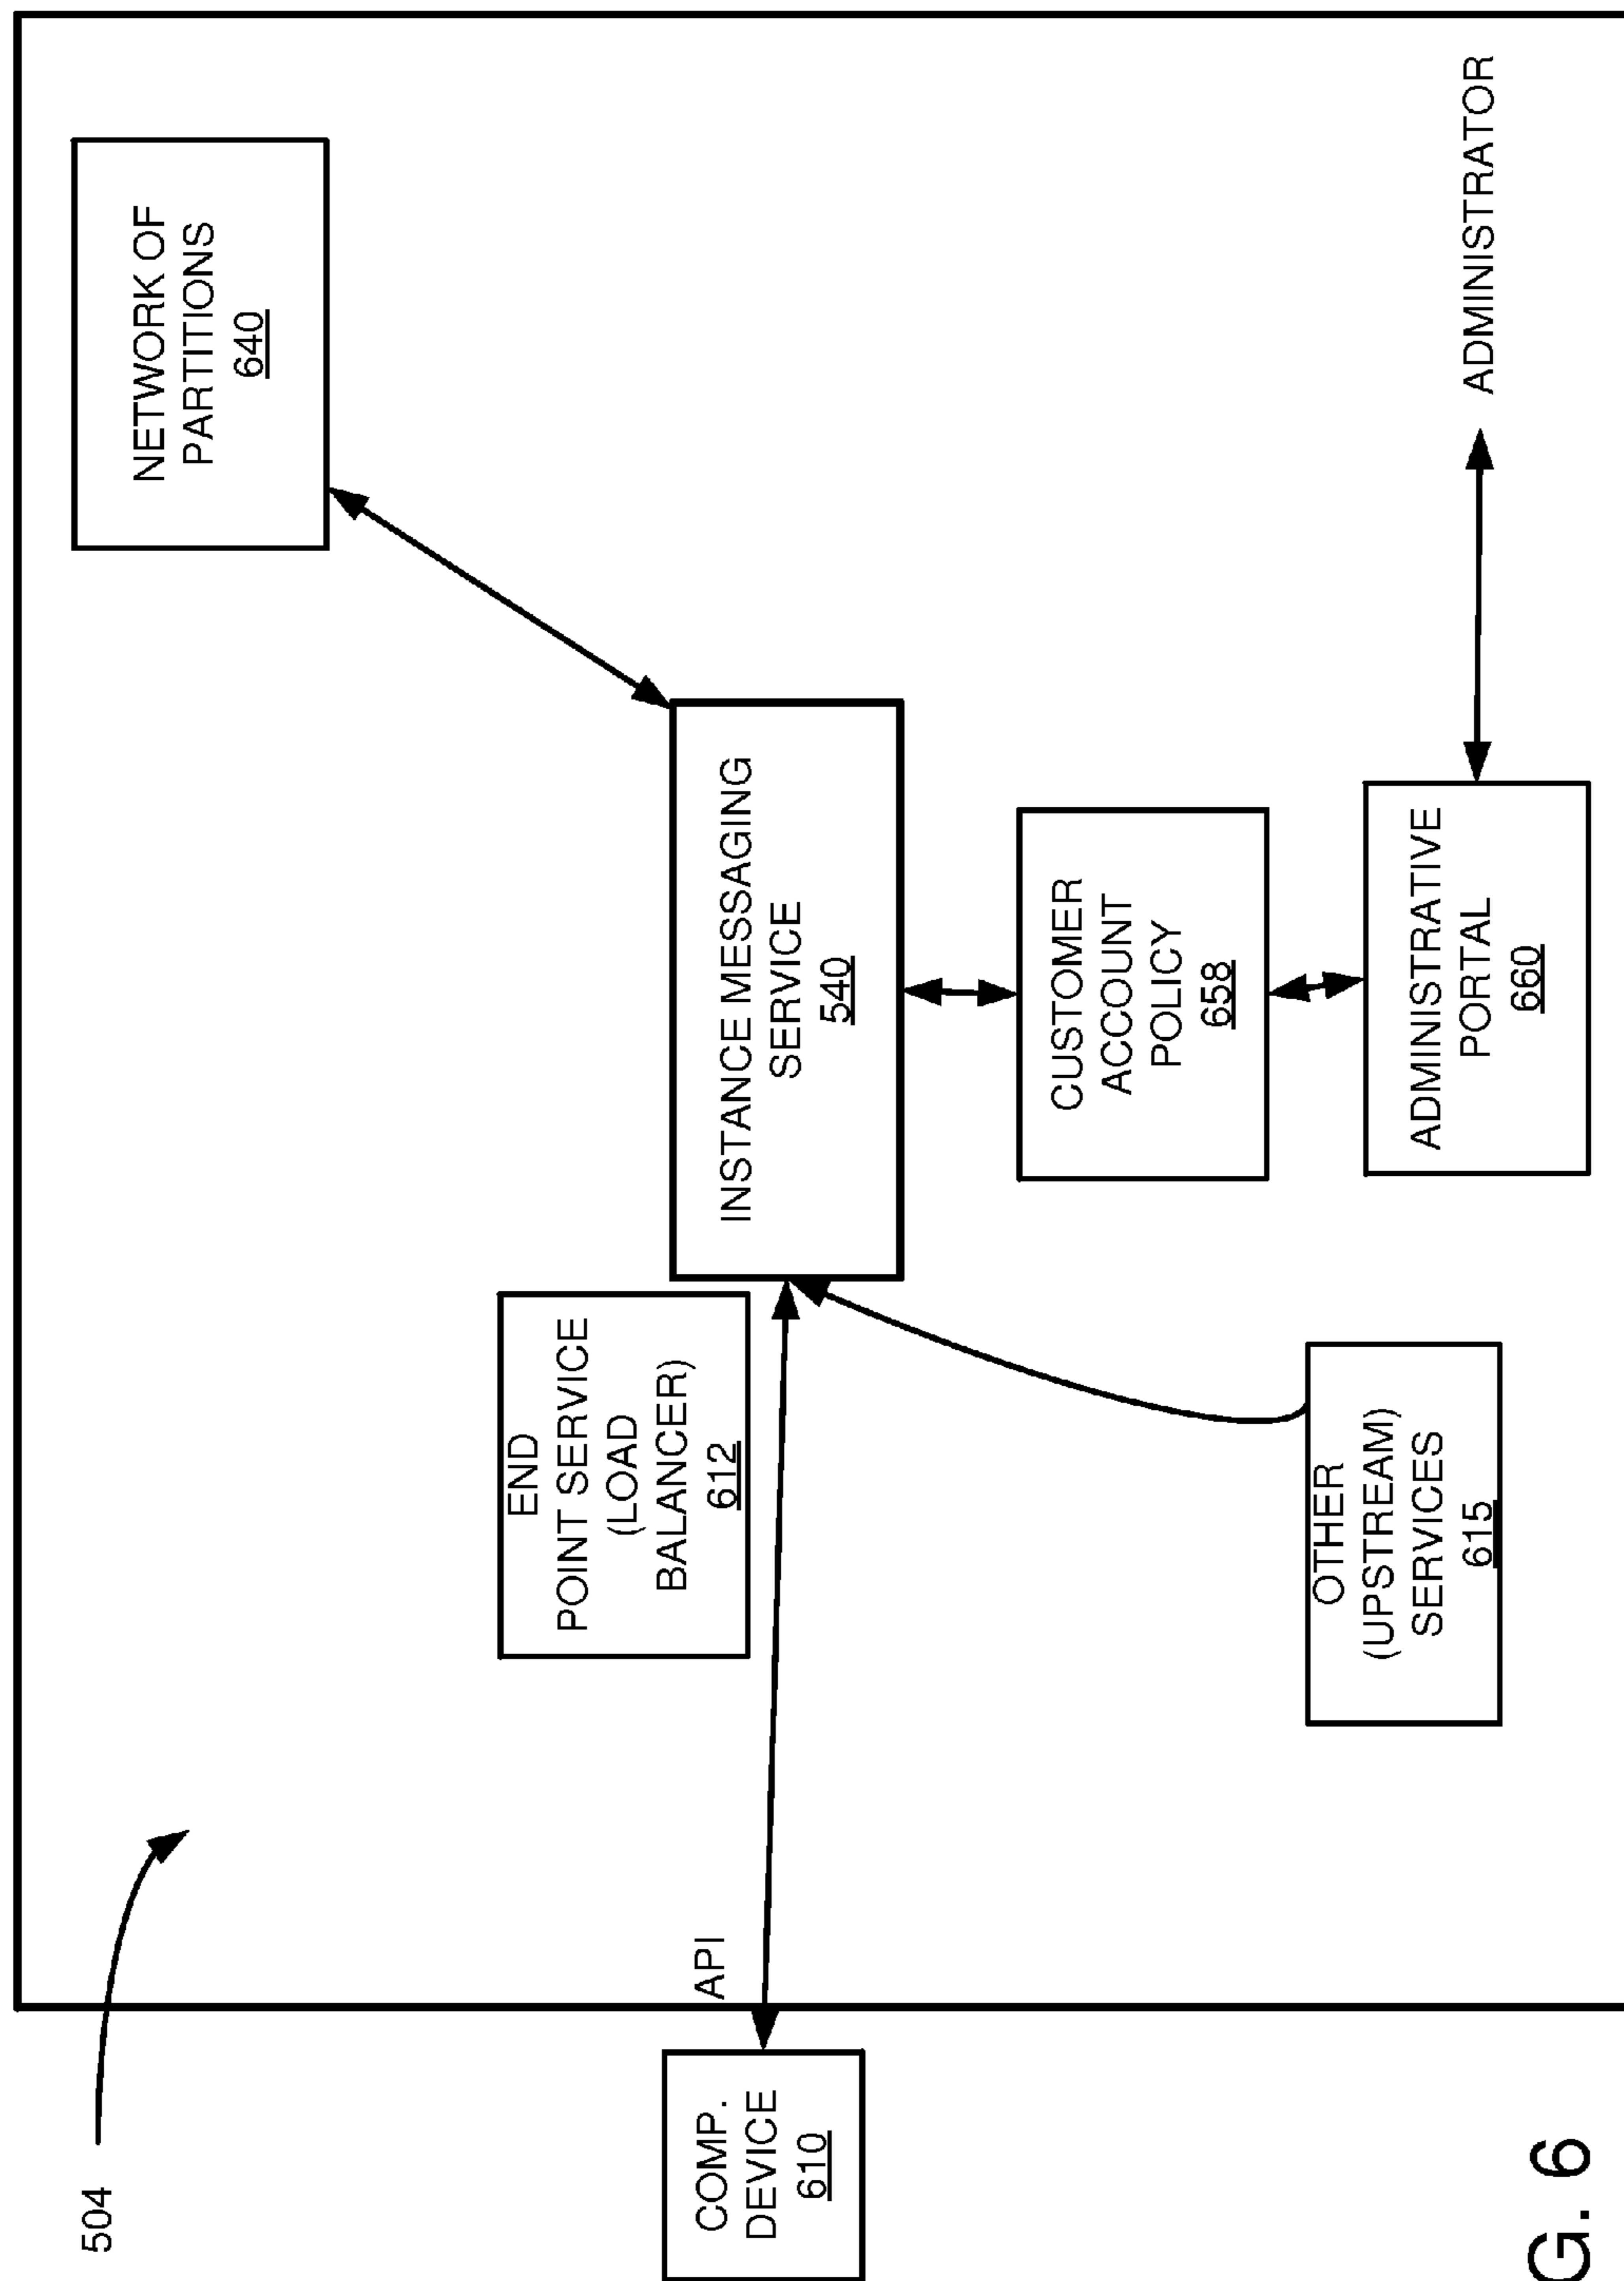 504
NETWORK OF
PARTITIONS
640
END
POINT SERVICE
(LOAD
BALANCER)
612
API
COMP.
DEVICE
610
INSTANCE MESSAGING
SERVICE
540
CUSTOMER
ACCOUNT
POLICY
658
OTHER
(UPSTREAM)
SERVICES
615
ADMINISTRATIVE
PORTAL
660
ADMINISTRATOR
G. 6